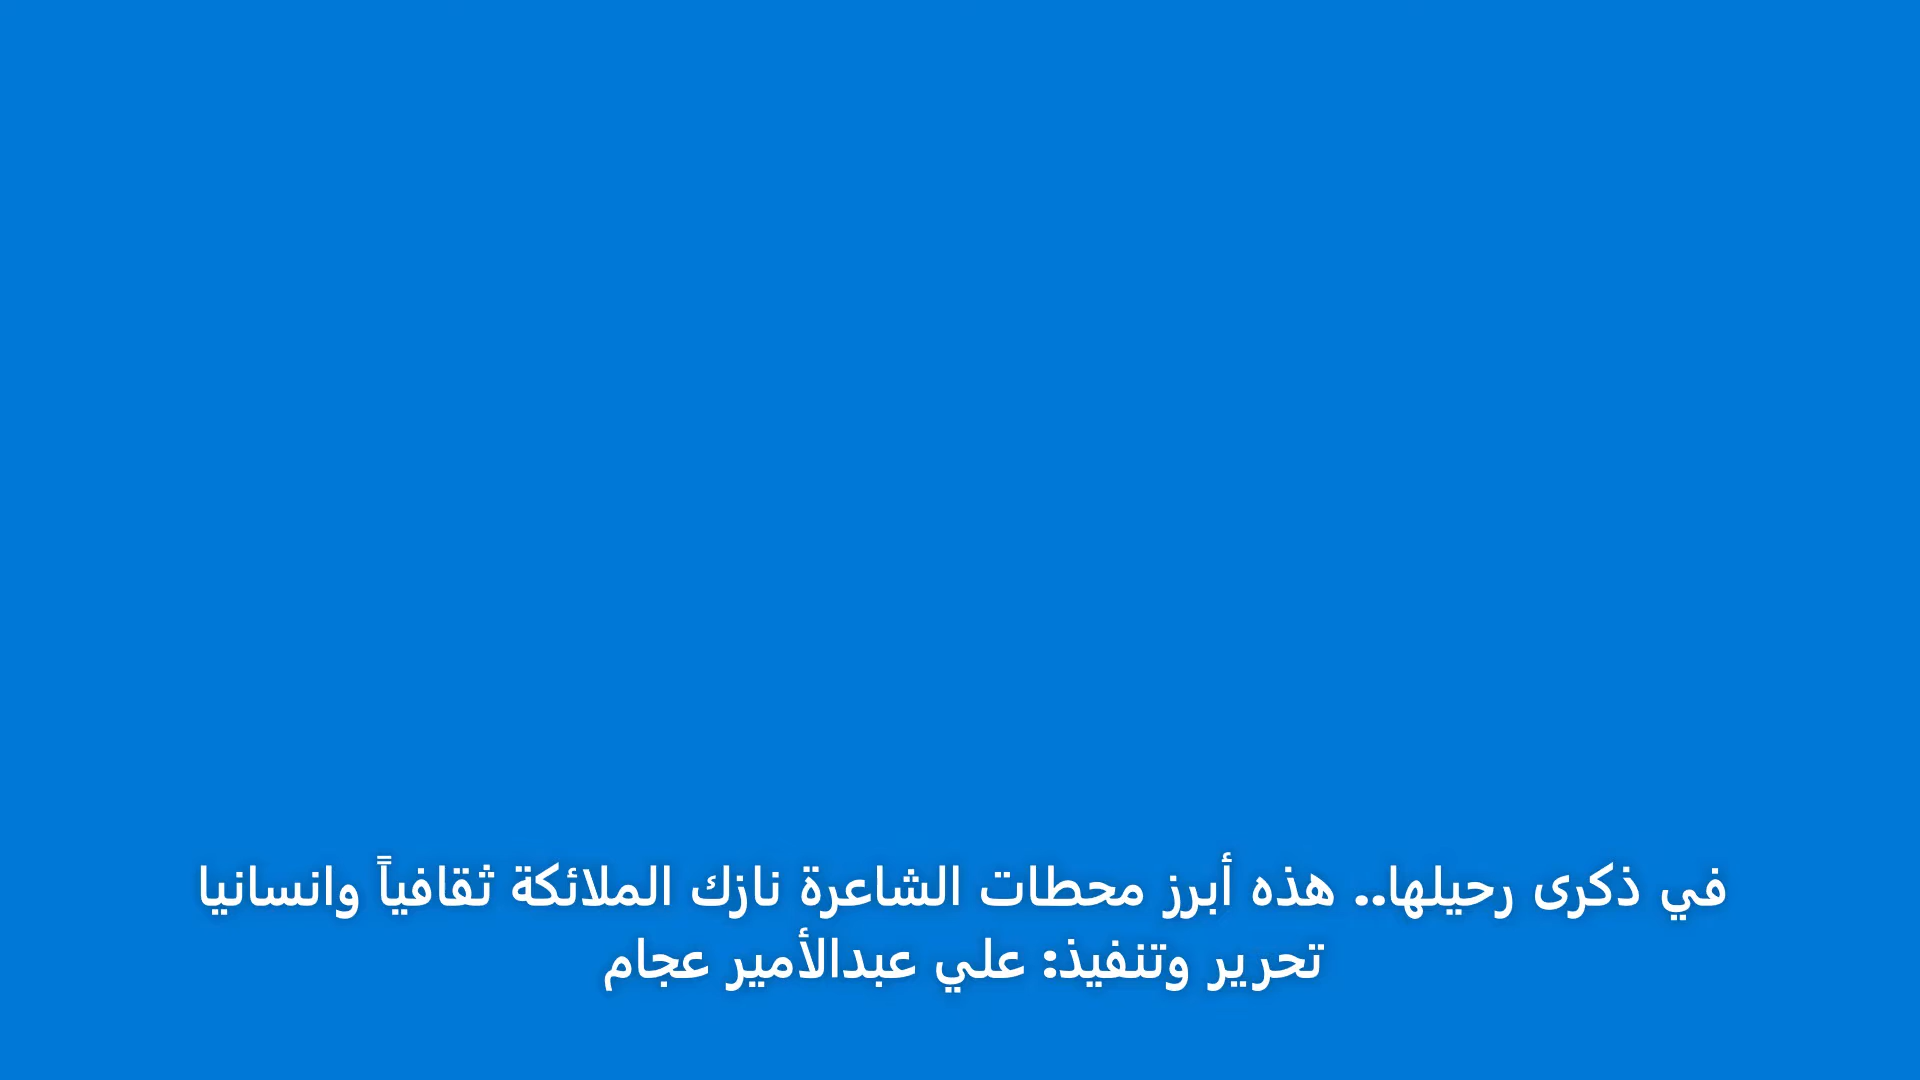 في ذكرى رحيلها.. هذه أبرز محطات الشاعرة نازك الملائكة ثقافياً وانسانيا
تحرير وتنفيذ: علي عبدالأمير عجام